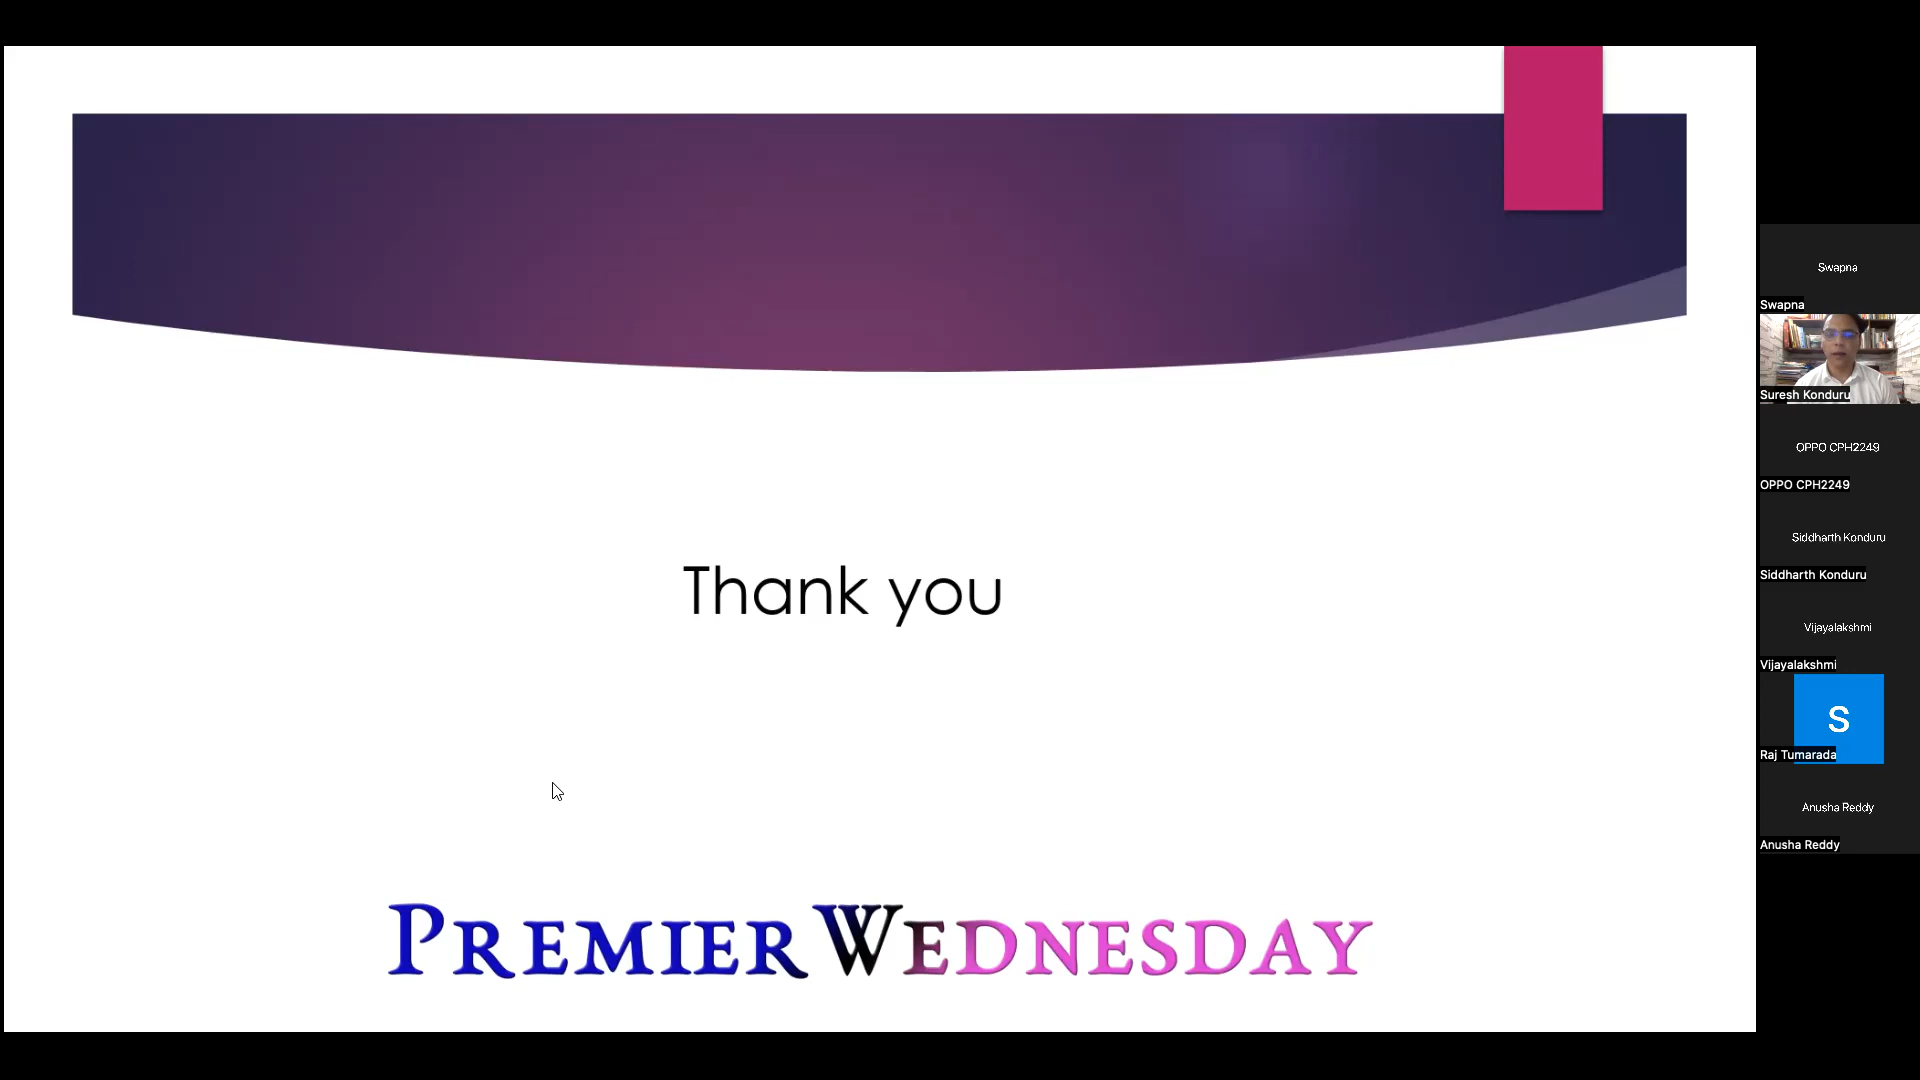 Thank you
PREMIER WEDNESDAY
Swapna
Swapna
Suresh Konduru
OPPO CPH2249
OPPO CPH2249
Siddharth Konduru
Siddharth Konduru
Vijayalakshmi
Vijayalakshmi
S
Raj Tumarada
Anusha Reddy
Anusha Reddy